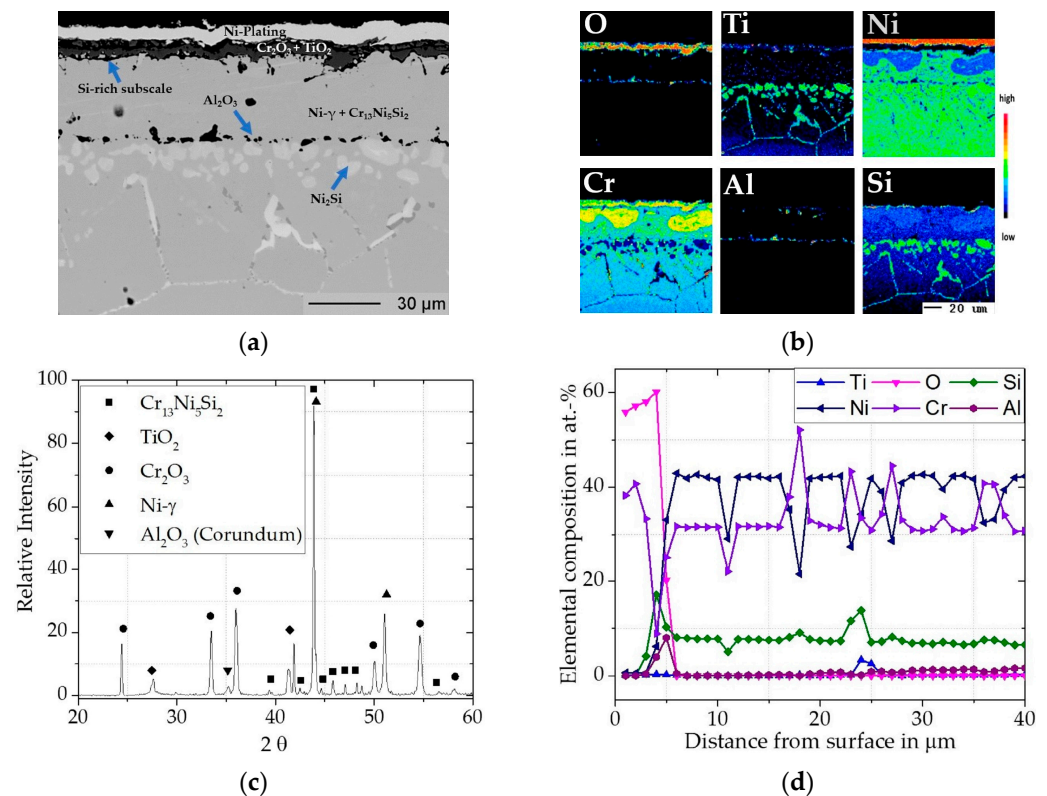 Ni-Plating
Cr₂O₃ + TiO₂
Si-rich subscale
Al₂O₃
Ni-γ + Cr₁₃Ni₅Si₂
Ni₂Si
30 μm
(a)
O
Ti
Ni
Cr
Al
Si
high
low
20 um
(b)
100
80
60
40
20
0
Relative Intensity
Cr₁₃Ni₅Si₂
TiO₂
Cr₂O₃
Ni-γ
Al₂O₃ (Corundum)
20 30 40 50 60
2 θ
(c)
60
40
20
0
Elemental composition in at.-%
Ti O Si
Ni Cr Al
0 10 20 30 40
Distance from surface in μm
(d)